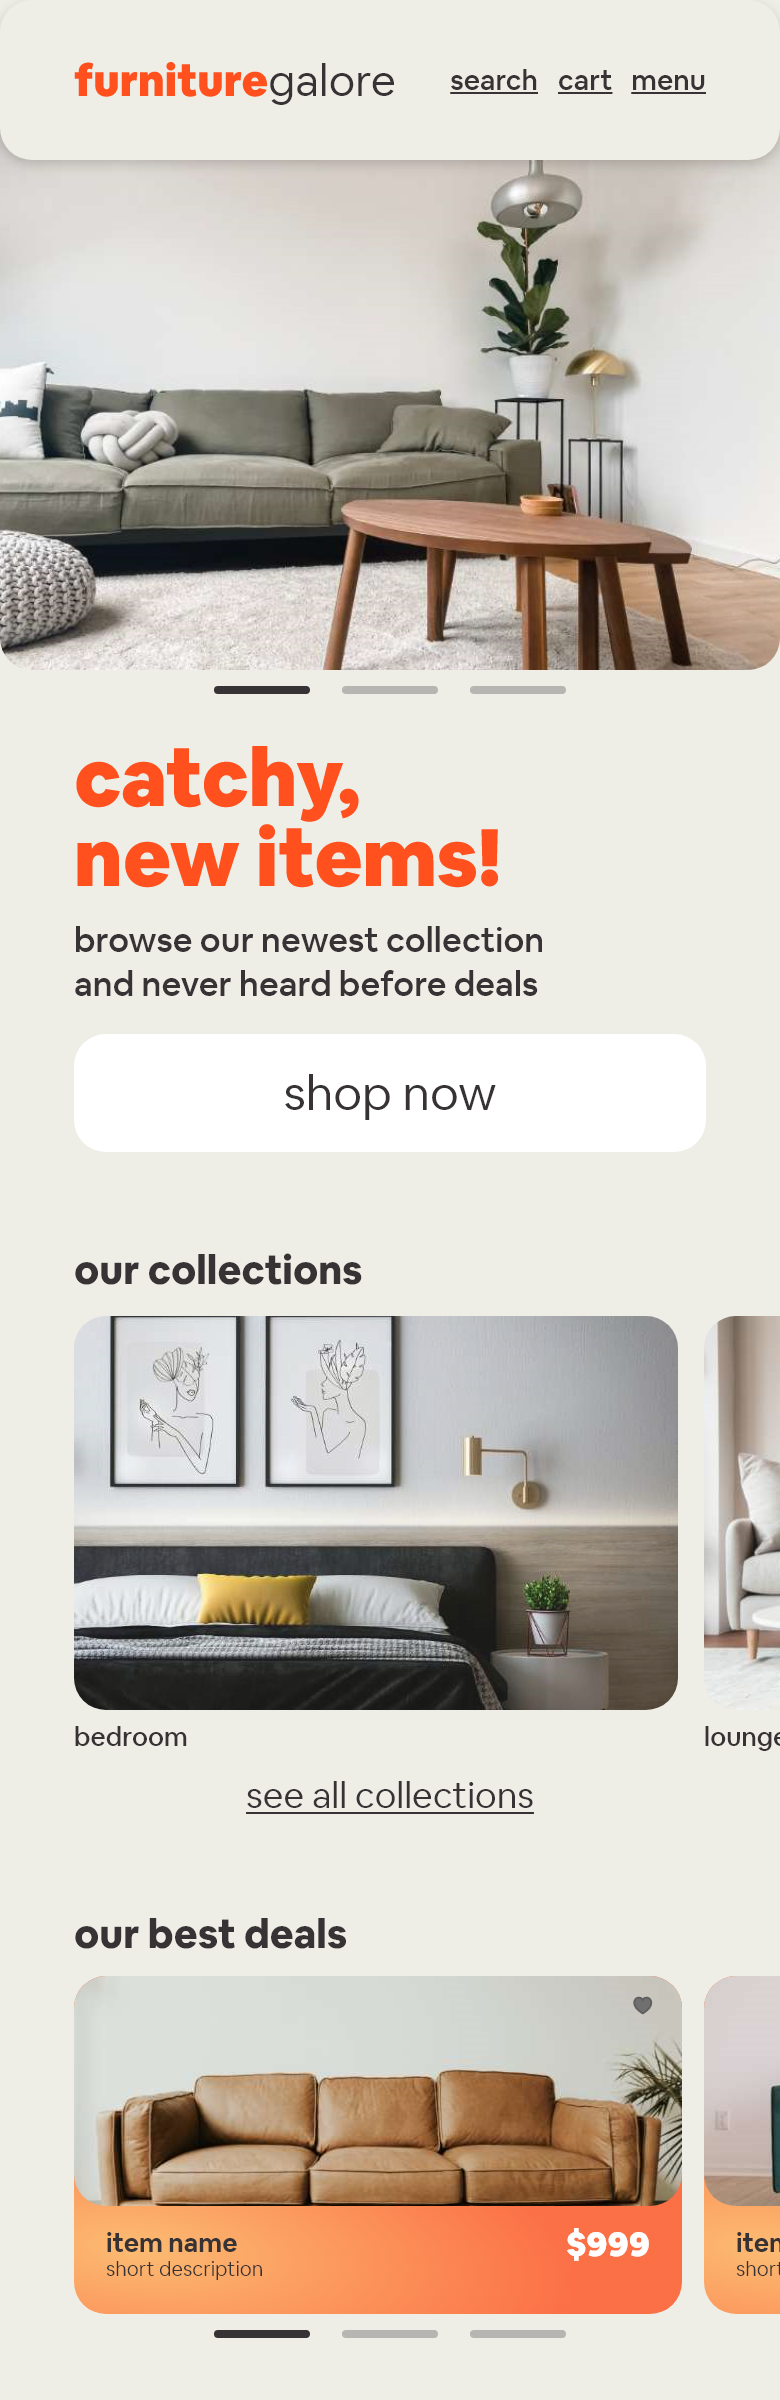 furnituregalore
search cart menu
catchy,
new items!
browse our newest collection
and never heard before deals
shop now
our collections
bedroom
lounge
see all collections
our best deals
item name
$999
short description
iten
short